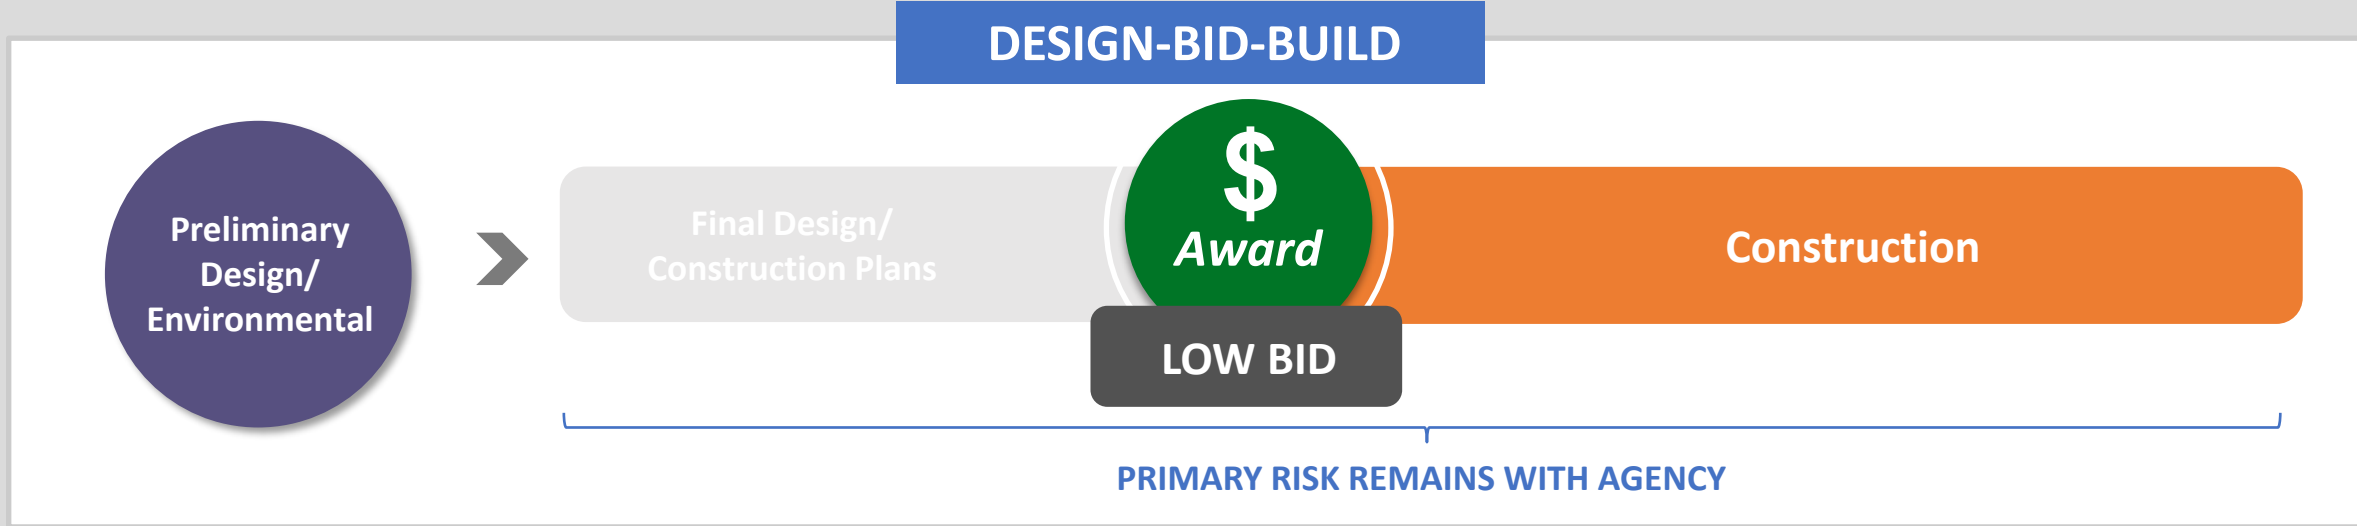 DESIGN-BID-BUILD
Preliminary
Design/
Environmental
Final Design/
Construction Plans
$
Award
LOW BID
Construction
PRIMARY RISK REMAINS WITH AGENCY